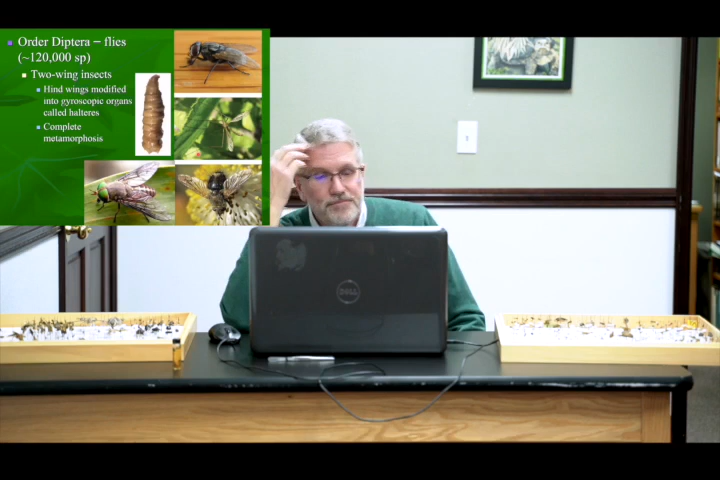 Order Diptera – flies
(~120,000 sp)
Two-wing insects
Hind wings modified
into gyroscopic organs
called halteres
Complete
metamorphosis
DELL